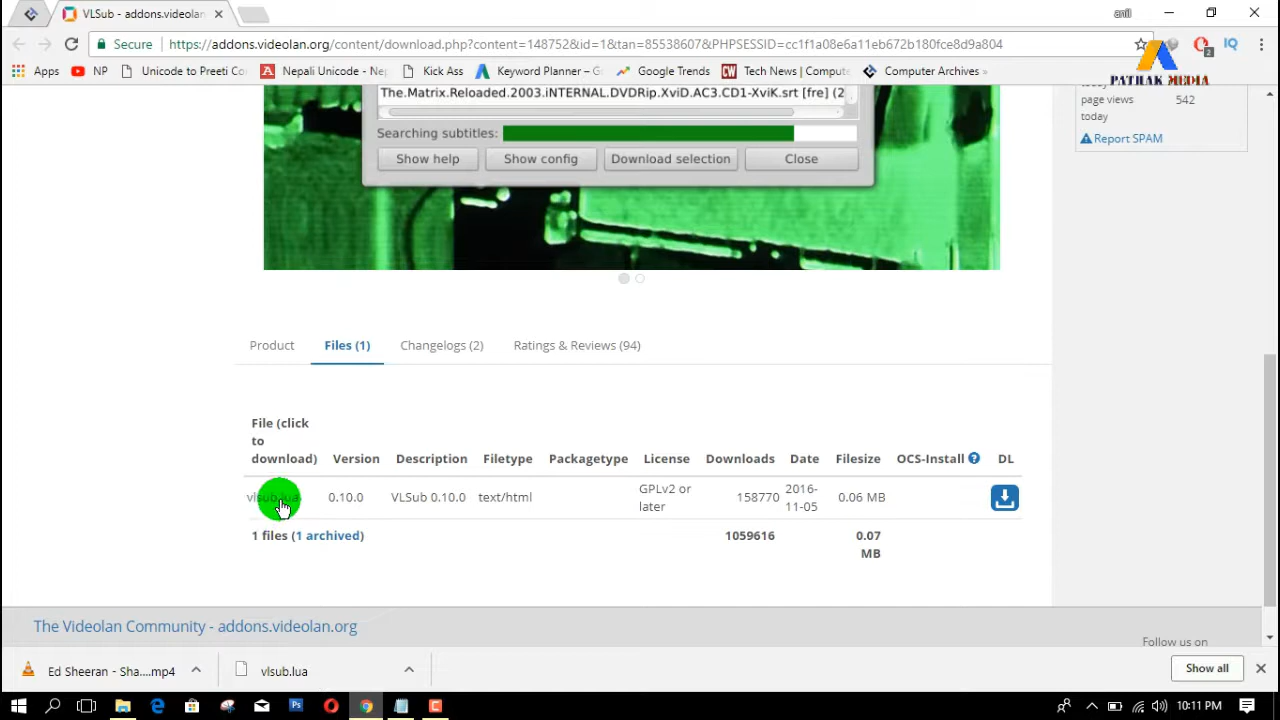 VLSub - addons.videolan
anil
Secure
https://addons.videolan.org/content/download.php?content=148752&id=1&tan=85538607&PHPSESSID=cc1f1a08e6a11eb672b180fce8d9a804
2
Apps
NP
Unicode to Preeti Co
Nepali Unicode - Ne
Kick Ass
Keyword Planner – G
Google Trends
Tech News | Comput
Computer Archives
»
PATHAK MEDIA
The.Matrix.Reloaded.2003.iNTERNAL.DVDRip.XviD.AC3.CD1-XviK.srt [fre] (2
Searching subtitles:
Show help
Show config
Download selection
Close
today
page views
542
today
Report SPAM
Product
Files (1)
Changelogs (2)
Ratings & Reviews (94)
File (click
to
download)
Version
Description
Filetype
Packagetype
License
Downloads
Date
Filesize
OCS-Install
?
DL
vlsub.lua
0.10.0
VLSub 0.10.0
text/html
GPLv2 or
later
158770
2016-
11-05
0.06 MB
1 files (1 archived)
1059616
0.07
MB
The Videolan Community - addons.videolan.org
Follow us on
Ed Sheeran - Sha....mp4
vlsub.lua
Show all
10:11 PM